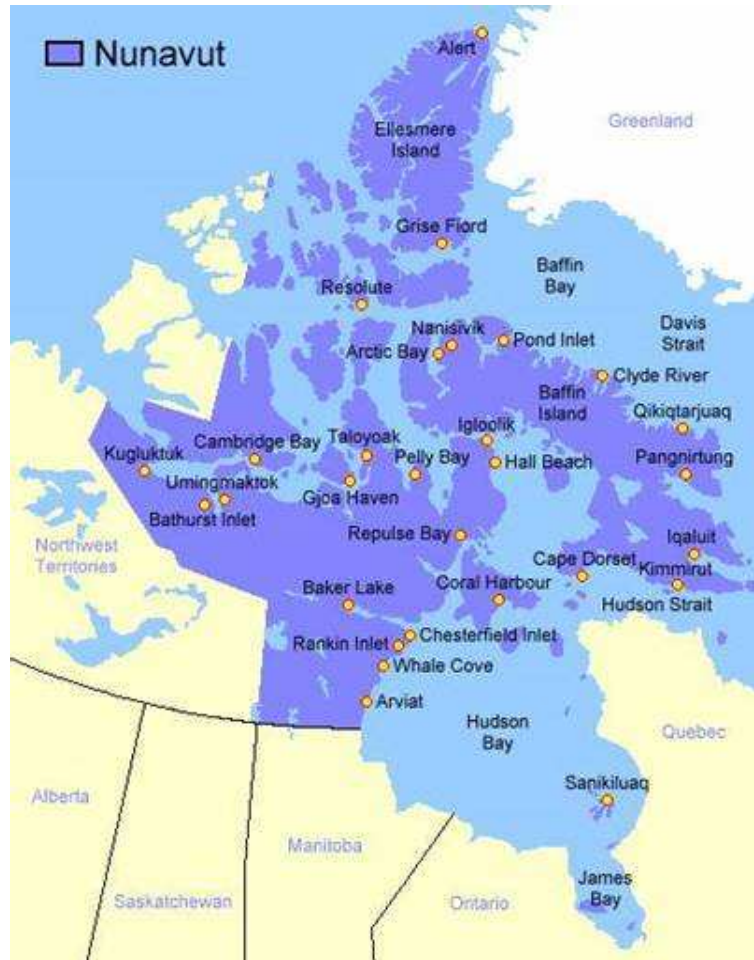 Nunavut
Alert
Greenland
Ellesmere
Island
Grise Fiord
Baffin
Bay
Resolute
Davis
Strait
Nanisivik
Pond Inlet
Arctic Bay
Clyde River
Baffin
Island
Qikiqtarjuaq
Igloolik
Taloyoak
Cambridge Bay
Kugluktuk
Pelly Bay
Hall Beach
Pangnirtung
Umingmaktok
Gjoa Haven
Bathurst Inlet
Repulse Bay
Iqaluit
Northwest
Territories
Cape Dorset
Kimmirut
Baker Lake
Coral Harbour
Hudson Strait
Chesterfield Inlet
Rankin Inlet
Whale Cove
Arviat
Hudson
Bay
Quebec
Sanikiluaq
Alberta
Manitoba
James
Bay
Saskatchewan
Ontario